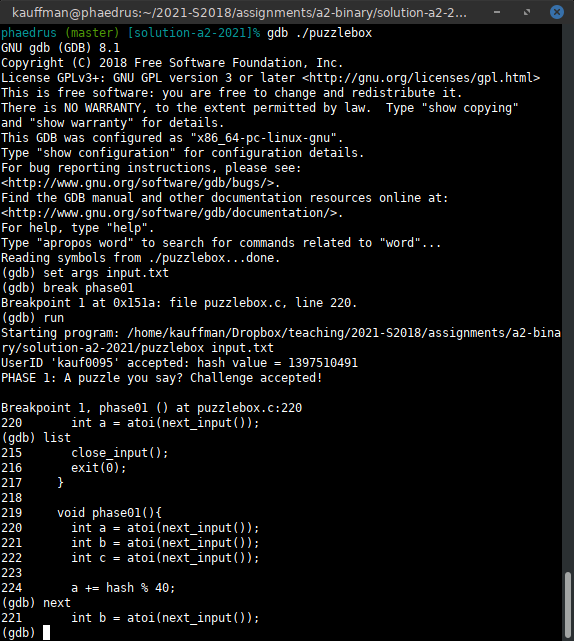 kauffman@phaedrus:~/2021-S2018/assignments/a2-binary/solution-a2-2...
phaedrus (master) [solution-a2-2021]% gdb ./puzzlebox
GNU gdb (GDB) 8.1
Copyright (C) 2018 Free Software Foundation, Inc.
License GPLv3+: GNU GPL version 3 or later <http://gnu.org/licenses/gpl.html>
This is free software: you are free to change and redistribute it.
There is NO WARRANTY, to the extent permitted by law.  Type "show copying"
and "show warranty" for details.
This GDB was configured as "x86_64-pc-linux-gnu".
Type "show configuration" for configuration details.
For bug reporting instructions, please see:
<http://www.gnu.org/software/gdb/bugs/>.
Find the GDB manual and other documentation resources online at:
<http://www.gnu.org/software/gdb/documentation/>.
For help, type "help".
Type "apropos word" to search for commands related to "word"...
Reading symbols from ./puzzlebox...done.
(gdb) set args input.txt
(gdb) break phase01
Breakpoint 1 at 0x151a: file puzzlebox.c, line 220.
(gdb) run
Starting program: /home/kauffman/Dropbox/teaching/2021-S2018/assignments/a2-bina
ry/solution-a2-2021/puzzlebox input.txt
UserID 'kauf0095' accepted: hash value = 1397510491
PHASE 1: A puzzle you say? Challenge accepted!

Breakpoint 1, phase01 () at puzzlebox.c:220
220       int a = atoi(next_input());
(gdb) list
215       close_input();
216       exit(0);
217     }
218
219     void phase01(){
220       int a = atoi(next_input());
221       int b = atoi(next_input());
222       int c = atoi(next_input());
223
224       a += hash % 40;
(gdb) next
221       int b = atoi(next_input());
(gdb)